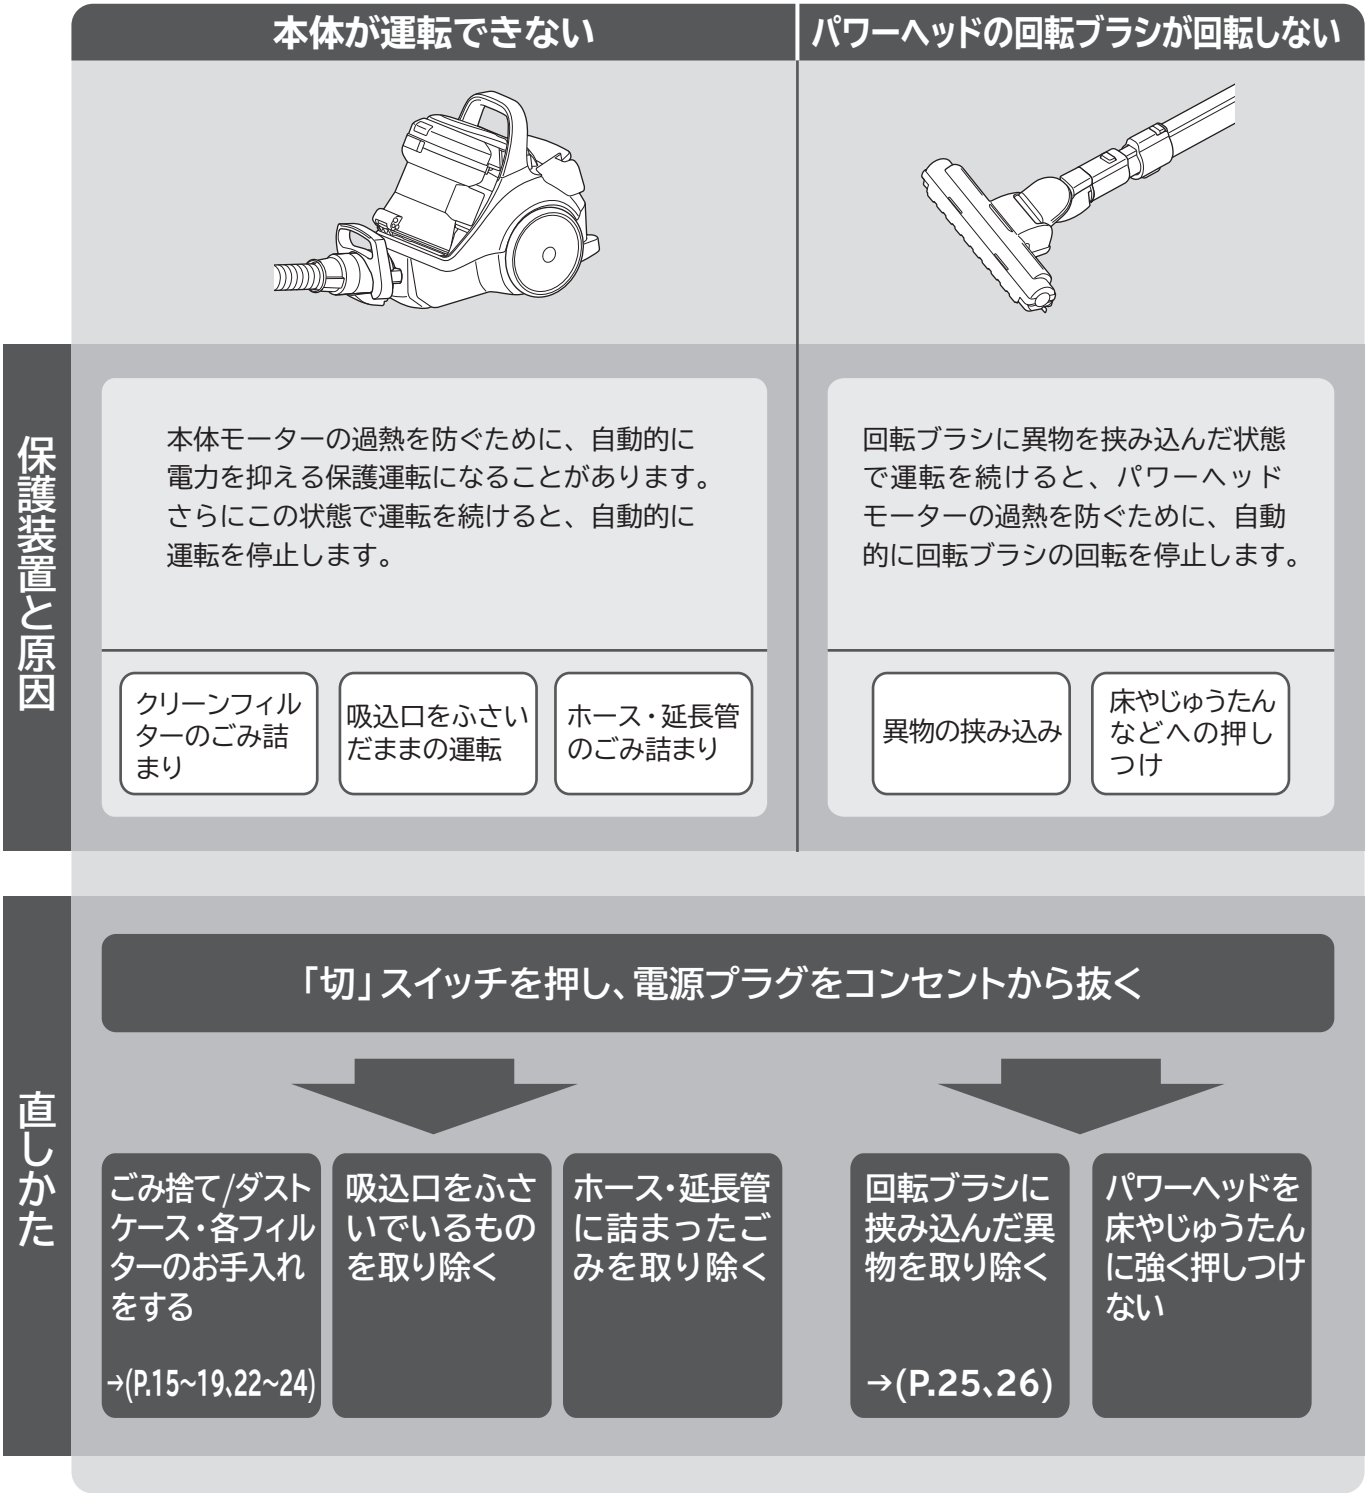 本体が運転できない
パワーヘッドの回転ブラシが回転しない
保護装置と原因
本体モーターの過熱を防ぐために、自動的に
電力を抑える保護運転になることがあります。
さらにこの状態で運転を続けると、自動的に
運転を停止します。
クリーンフィル
ターのごみ詰
まり
吸込口をふさい
だままの運転
ホース・延長管
のごみ詰まり
回転ブラシに異物を挟み込んだ状態
で運転を続けると、パワーヘッド
モーターの過熱を防ぐために、自動
的に回転ブラシの回転を停止します。
異物の挟み込み
床やじゅうたん
などへの押し
つけ
直しかた
「切」スイッチを押し、電源プラグをコンセントから抜く
ごみ捨て/ダスト
ケース・各フィル
ターのお手入れ
をする
→(P.15~19、22~24)
吸込口をふさ
いでいるもの
を取り除く
ホース・延長管
に詰まったご
みを取り除く
回転ブラシに
挟み込んだ異
物を取り除く
→(P.25、26)
パワーヘッドを
床やじゅうたん
に強く押しつけ
ない